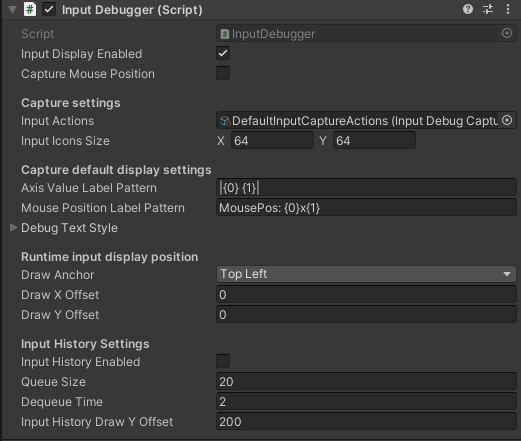 Input Debugger (Script)
Script InputDebugger
Input Display Enabled
Capture Mouse Position
Capture settings
Input Actions DefaultInputCaptureActions (Input Debug Captu
Input Icons Size X 64 Y 64
Capture default display settings
Axis Value Label Pattern |{0} {1}|
Mouse Position Label Pattern MousePos: {0}x{1}
Debug Text Style
Runtime input display position
Draw Anchor Top Left
Draw X Offset 0
Draw Y Offset 0
Input History Settings
Input History Enabled
Queue Size 20
Dequeue Time 2
Input History Draw Y Offset 200